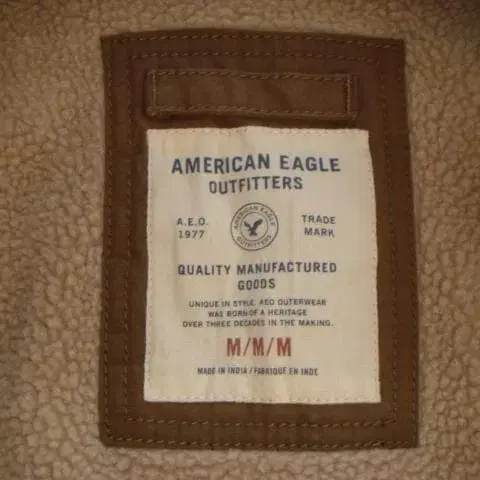 AMERICAN EAGLE
OUTFITTERS
A.E.O.
1977
AMERICAN EAGLE
OUTFITTERS
TRADE
MARK
QUALITY MANUFACTURED
GOODS
UNIQUE IN STYLE, AEO OUTERWEAR
WAS BORN OF A HERITAGE
OVER THREE DECADES IN THE MAKING.
M/M/M
MADE IN INDIA / FABRIQUE EN INDE